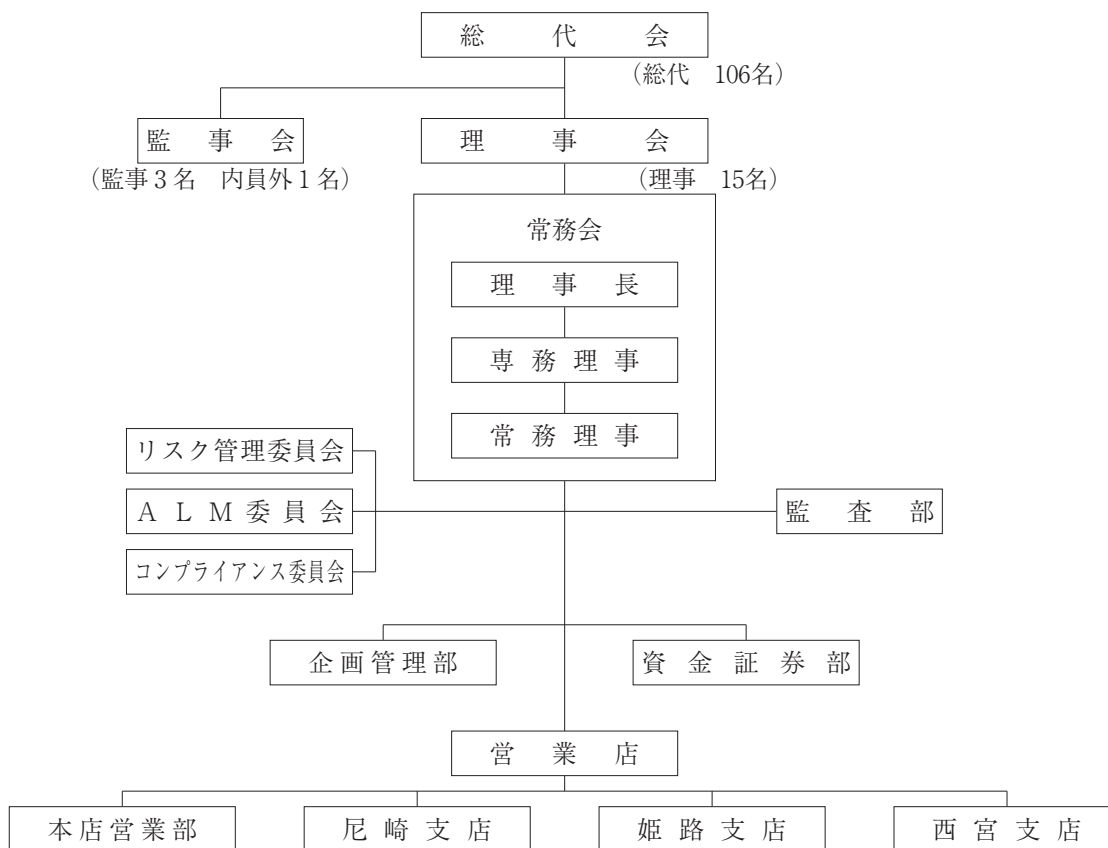 総代会
（総代　106名）
監事会
理事会
（監事３名　内員外１名）
（理事　15名）
常務会
理事長
専務理事
常務理事
リスク管理委員会
ＡＬＭ委員会
監査部
コンプライアンス委員会
企画管理部
資金証券部
営業店
本店営業部
尼崎支店
姫路支店
西宮支店